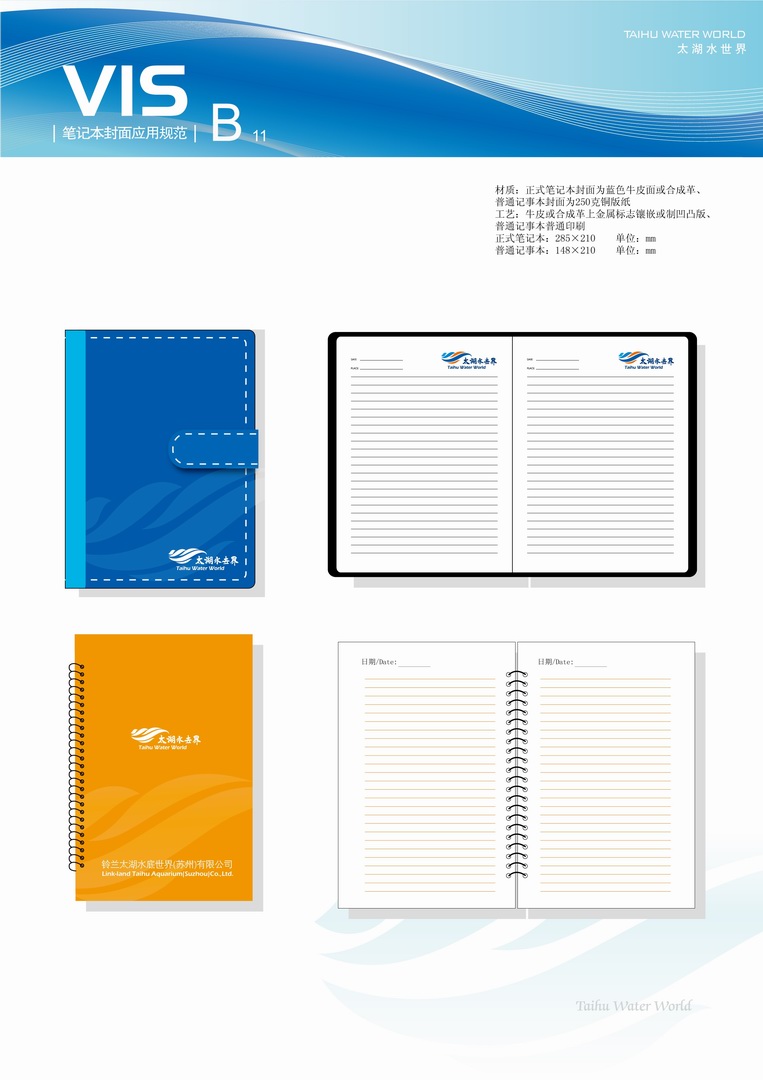 TAIHU WATER WORLD
太湖水世界
VIS
笔记本封面应用规范
B 11
材质：正式笔记本封面为蓝色牛皮面或合成革、
普通记事本封面为250克铜版纸
工艺：牛皮或合成革上金属标志镶嵌或制凹凸版、
普通记事本普通印刷
正式笔记本：285×210 单位：mm
普通记事本：148×210 单位：mm
太湖水世界
Taihu Water World
DATE
太湖水世界
Taihu Water World
DATE
太湖水世界
Taihu Water World
太湖水世界
Taihu Water World
铃兰太湖水底世界(苏州)有限公司
Link-land Taihu Aquarium(Suzhou)Co.,Ltd.
日期/Date:________
日期/Date:________
Taihu Water World